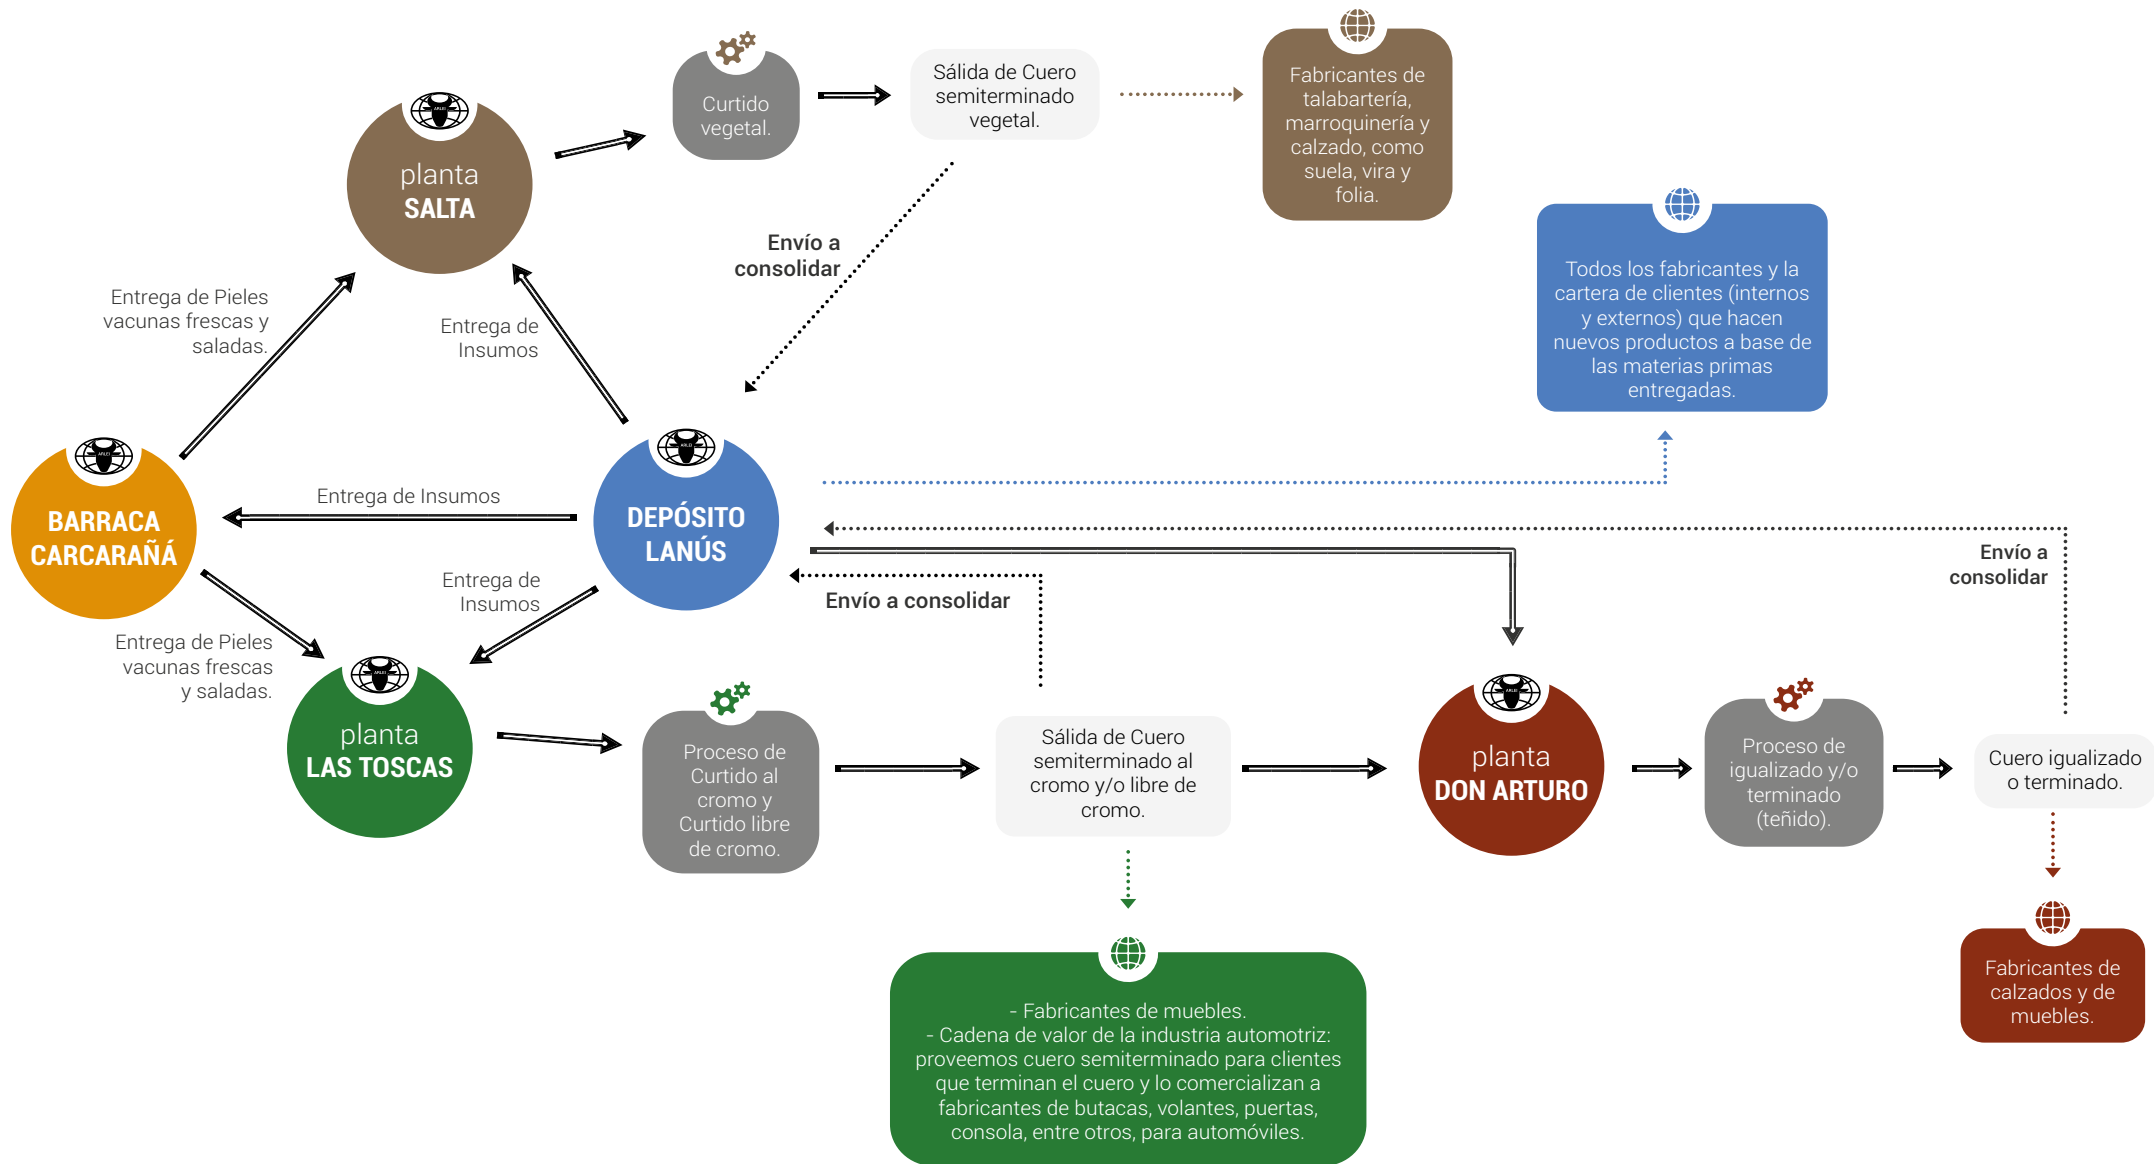 planta
SALTA
Curtido
vegetal.
Sálida de Cuero
semiterminado
vegetal.
Fabricantes de
talabartería,
marroquinería y
calzado, como
suela, vira y
folia.
Envío a
consolidar
Todos los fabricantes y la
cartera de clientes (internos
y externos) que hacen
nuevos productos a base de
las materias primas
entregadas.
Entrega de Pieles
vacunas frescas y
saladas.
Entrega de
Insumos
BARRACA
CARCARAÑÁ
Entrega de Insumos
DEPÓSITO
LANÚS
Envío a
consolidar
Entrega de
Insumos
Envío a consolidar
Entrega de Pieles
vacunas frescas
y saladas.
planta
LAS TOSCAS
Proceso de
Curtido al
cromo y
Curtido libre
de cromo.
Sálida de Cuero
semiterminado al
cromo y/o libre de
cromo.
planta
DON ARTURO
Proceso de
igualizado y/o
terminado
(teñido).
Cuero igualizado
o terminado.
- Fabricantes de muebles.
- Cadena de valor de la industria automotriz:
proveemos cuero semiterminado para clientes
que terminan el cuero y lo comercializan a
fabricantes de butacas, volantes, puertas,
consola, entre otros, para automóviles.
Fabricantes de
calzados y de
muebles.
ARLEI
ARLEI
ARLEI
ARLEI
ARLEI